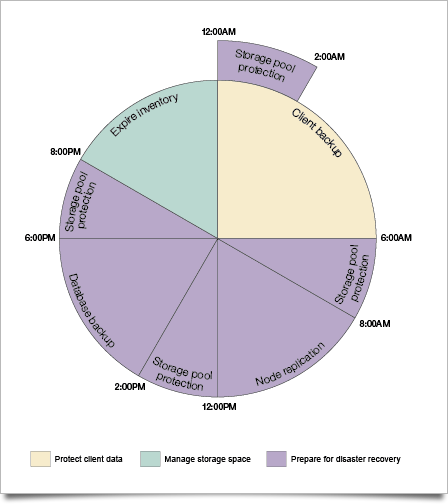 12:00AM
Storage pool
protection
2:00AM
Client backup
Expire inventory
8:00PM
Storage pool
protection
6:00PM
6:00AM
Storage pool
protection
8:00AM
Database backup
Node replication
2:00PM
Storage pool
protection
12:00PM
Protect client data
Manage storage space
Prepare for disaster recovery